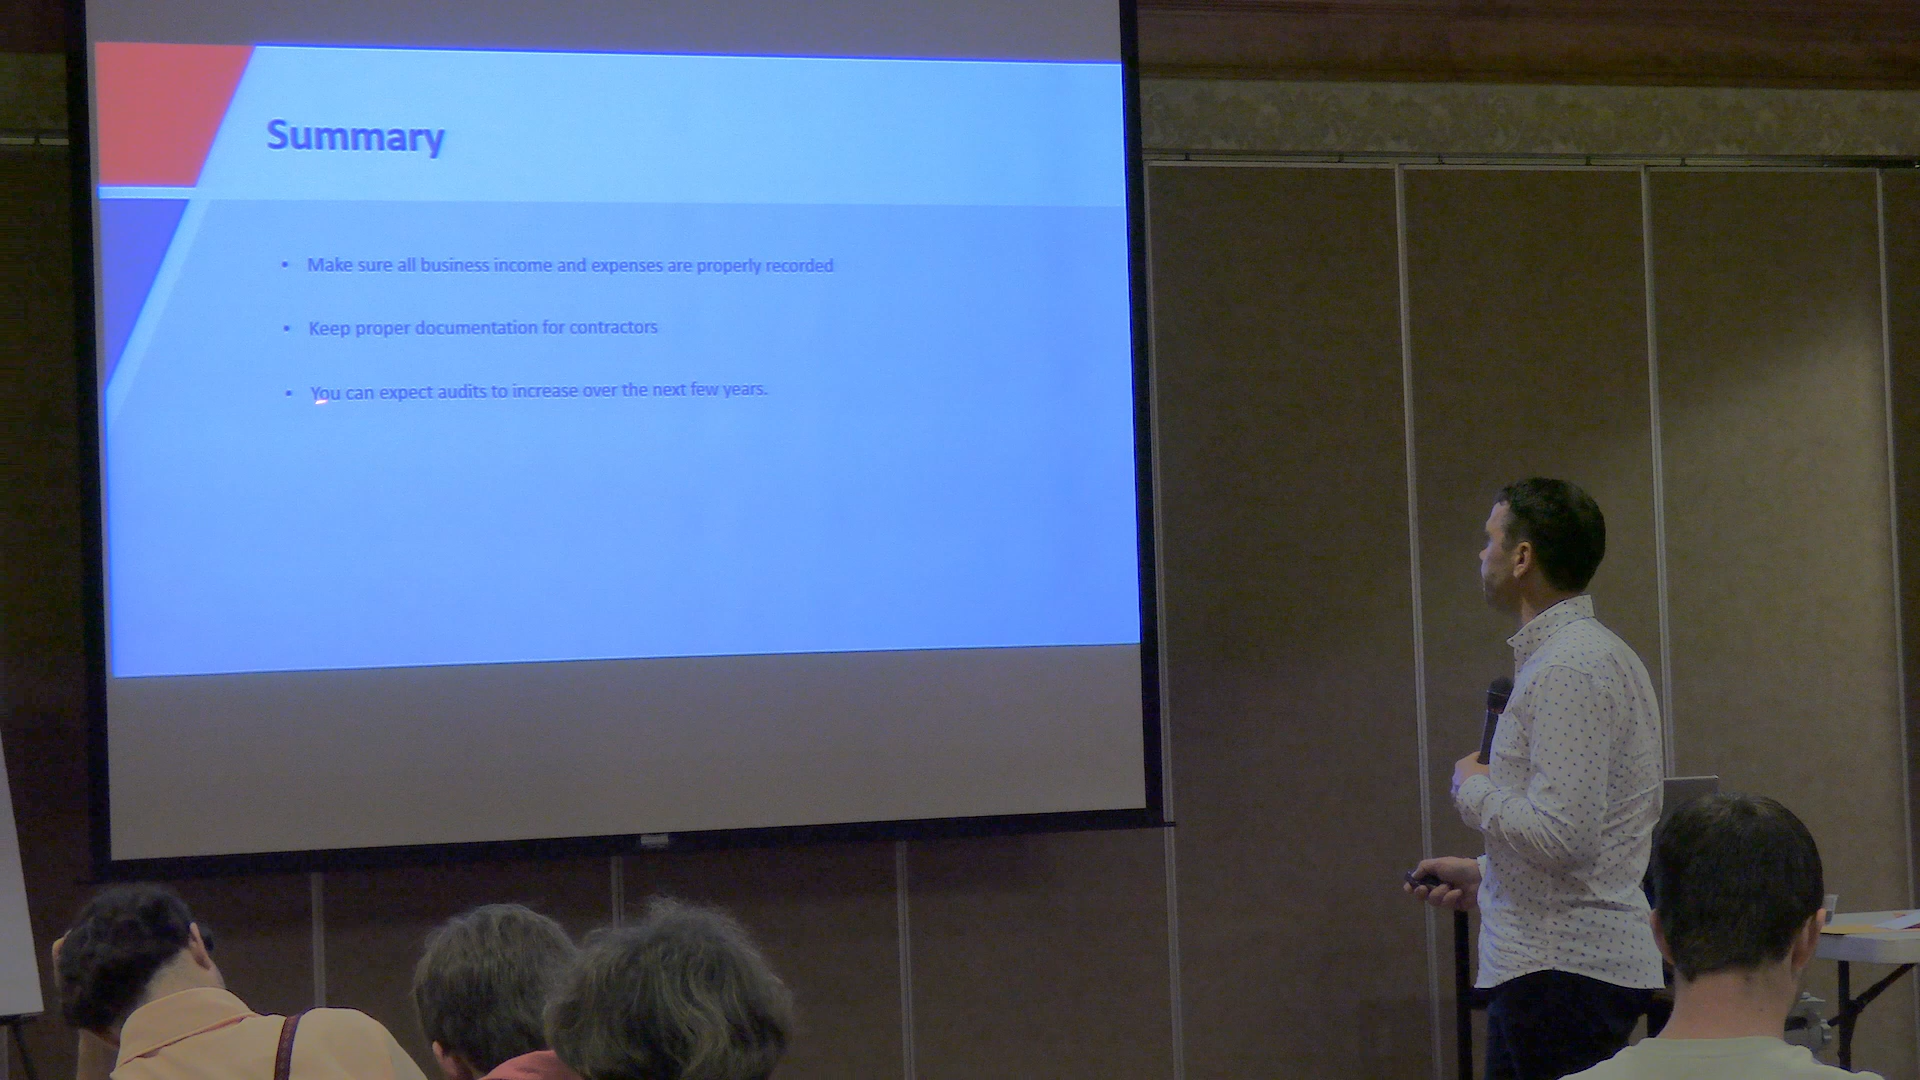 Summary
• Make sure all business income and expenses are properly recorded
• Keep proper documentation for contractors
• You can expect audits to increase over the next few years.